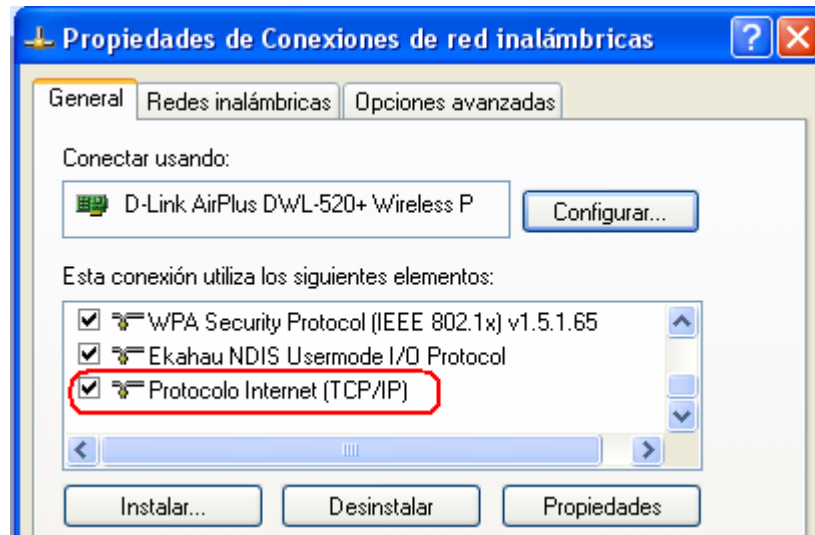 Propiedades de Conexiones de red inalámbricas
General Redes inalámbricas Opciones avanzadas
Conectar usando:
D-Link AirPlus DWL-520+ Wireless P
Configurar...
Esta conexión utiliza los siguientes elementos:
WPA Security Protocol (IEEE 802.1x) v1.5.1.65
Ekahau NDIS Usermode I/O Protocol
Protocolo Internet (TCP/IP)
Instalar... Desinstalar Propiedades